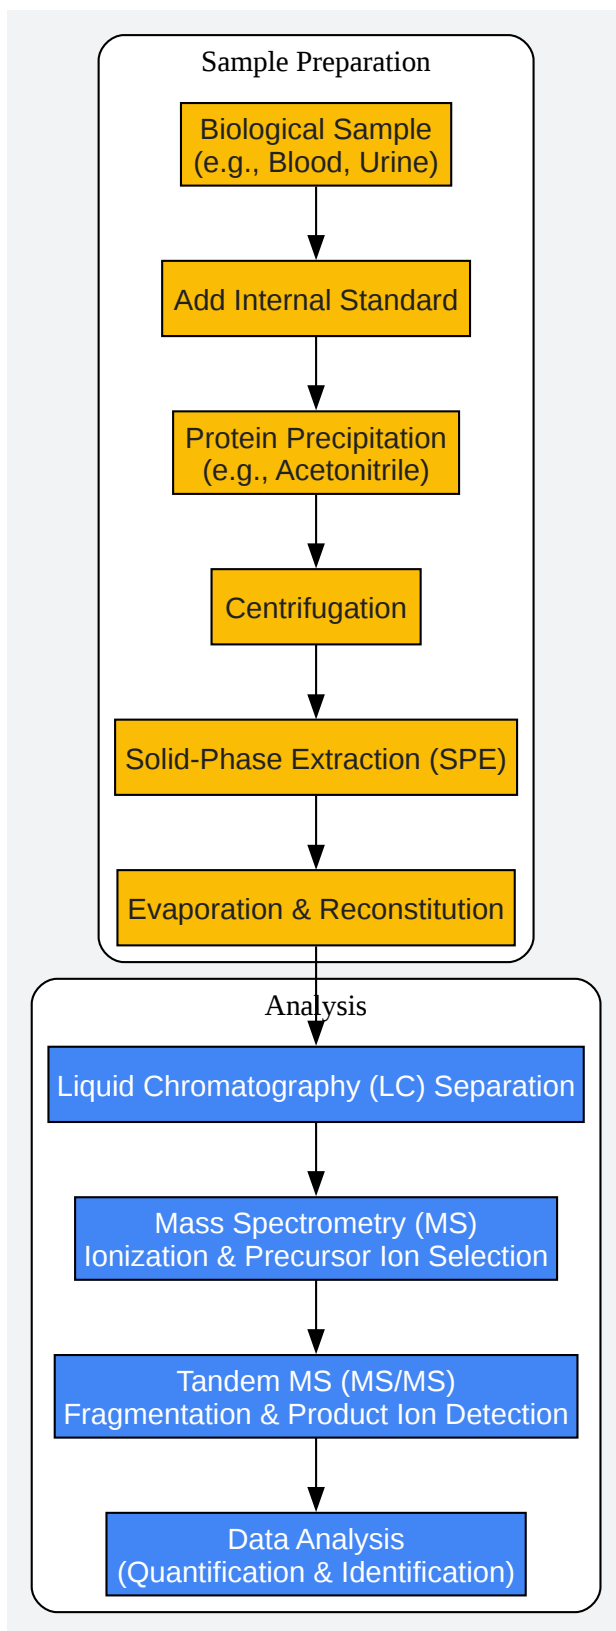 Sample Preparation
Biological Sample
(e.g., Blood, Urine)
Add Internal Standard
Protein Precipitation
(e.g., Acetonitrile)
Centrifugation
Solid-Phase Extraction (SPE)
Evaporation & Reconstitution
Analysis
Liquid Chromatography (LC) Separation
Mass Spectrometry (MS)
Ionization & Precursor Ion Selection
Tandem MS (MS/MS)
Fragmentation & Product Ion Detection
Data Analysis
(Quantification & Identification)